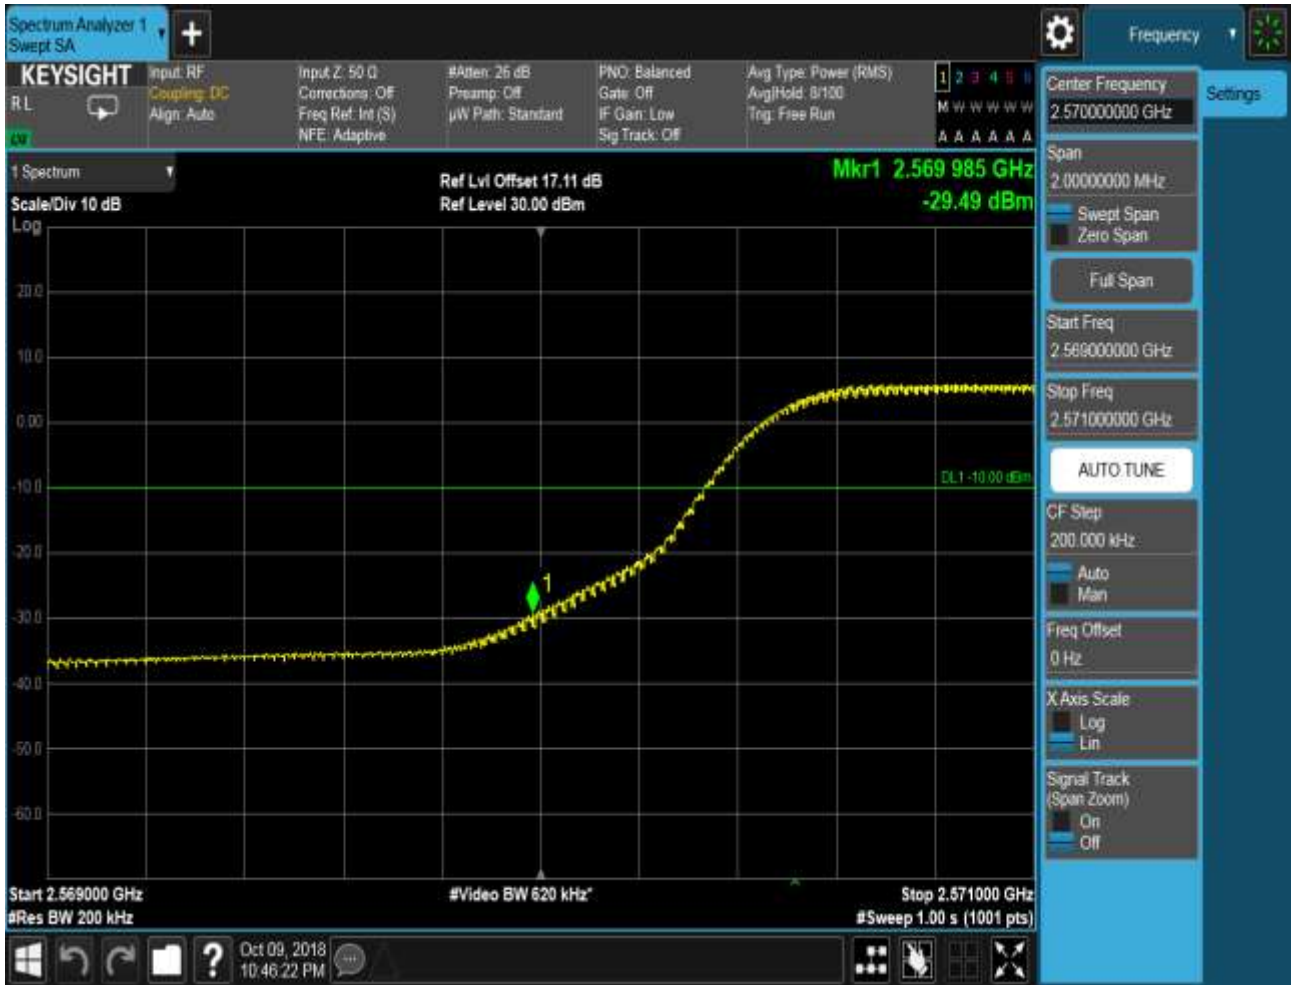 Spectrum Analyzer 1
Swept SA
+
Frequency
KEYSIGHT
RL
Input: RF
Coupling: DC
Align: Auto
Input Z: 50 Ω
Corrections: Off
Freq Ref: Int (S)
NFE: Adaptive
#Atten: 26 dB
Preamp: Off
µW Path: Standard
PNO: Balanced
Gate: Off
IF Gain: Low
Sig Track: Off
Avg Type: Power (RMS)
Avg|Hold: 8/100
Trig: Free Run
1 2 3 4 5 6
M W W W W W
A A A A A A
Center Frequency
2.570000000 GHz
Settings
Span
2.00000000 MHz
Swept Span
Zero Span
Full Span
Start Freq
2.569000000 GHz
Stop Freq
2.571000000 GHz
AUTO TUNE
CF Step
200.000 kHz
Auto
Man
Freq Offset
0 Hz
X Axis Scale
Log
Lin
Signal Track
(Span Zoom)
On
Off
1 Spectrum
Scale/Div 10 dB
Log
Ref Lvl Offset 17.11 dB
Ref Level 30.00 dBm
Mkr1 2.569 985 GHz
-29.49 dBm
20.0
10.0
0.00
-10.0
-20.0
-30.0
-40.0
-50.0
-60.0
DL1 -10.00 dBm
1
Start 2.569000 GHz
#Video BW 620 kHz*
Stop 2.571000 GHz
#Res BW 200 kHz
#Sweep 1.00 s (1001 pts)
?
Oct 09, 2018
10:46:22 PM